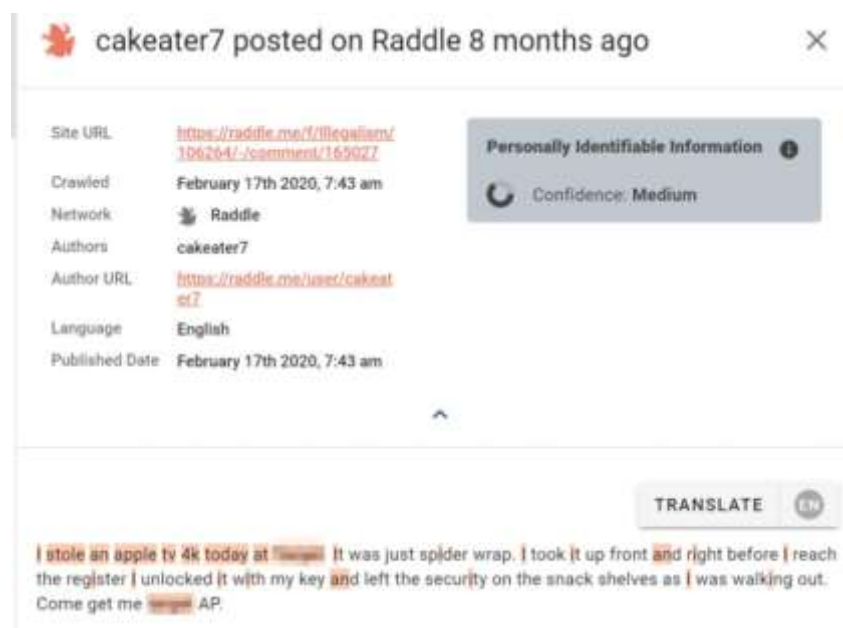 cakeater7 posted on Raddle 8 months ago
Site URL https://raddle.me/f/Illegalism/
106264/-/comment/165027
Personally Identifiable Information
Crawled February 17th 2020, 7:43 am
Confidence: Medium
Network Raddle
Authors cakeater7
Author URL https://raddle.me/user/cakeat
er7
Language English
Published Date February 17th 2020, 7:43 am
TRANSLATE EN
I stole an apple tv 4k today at It was just spider wrap. I took it up front and right before I reach
the register I unlocked it with my key and left the security on the snack shelves as I was walking out.
Come get me AP.